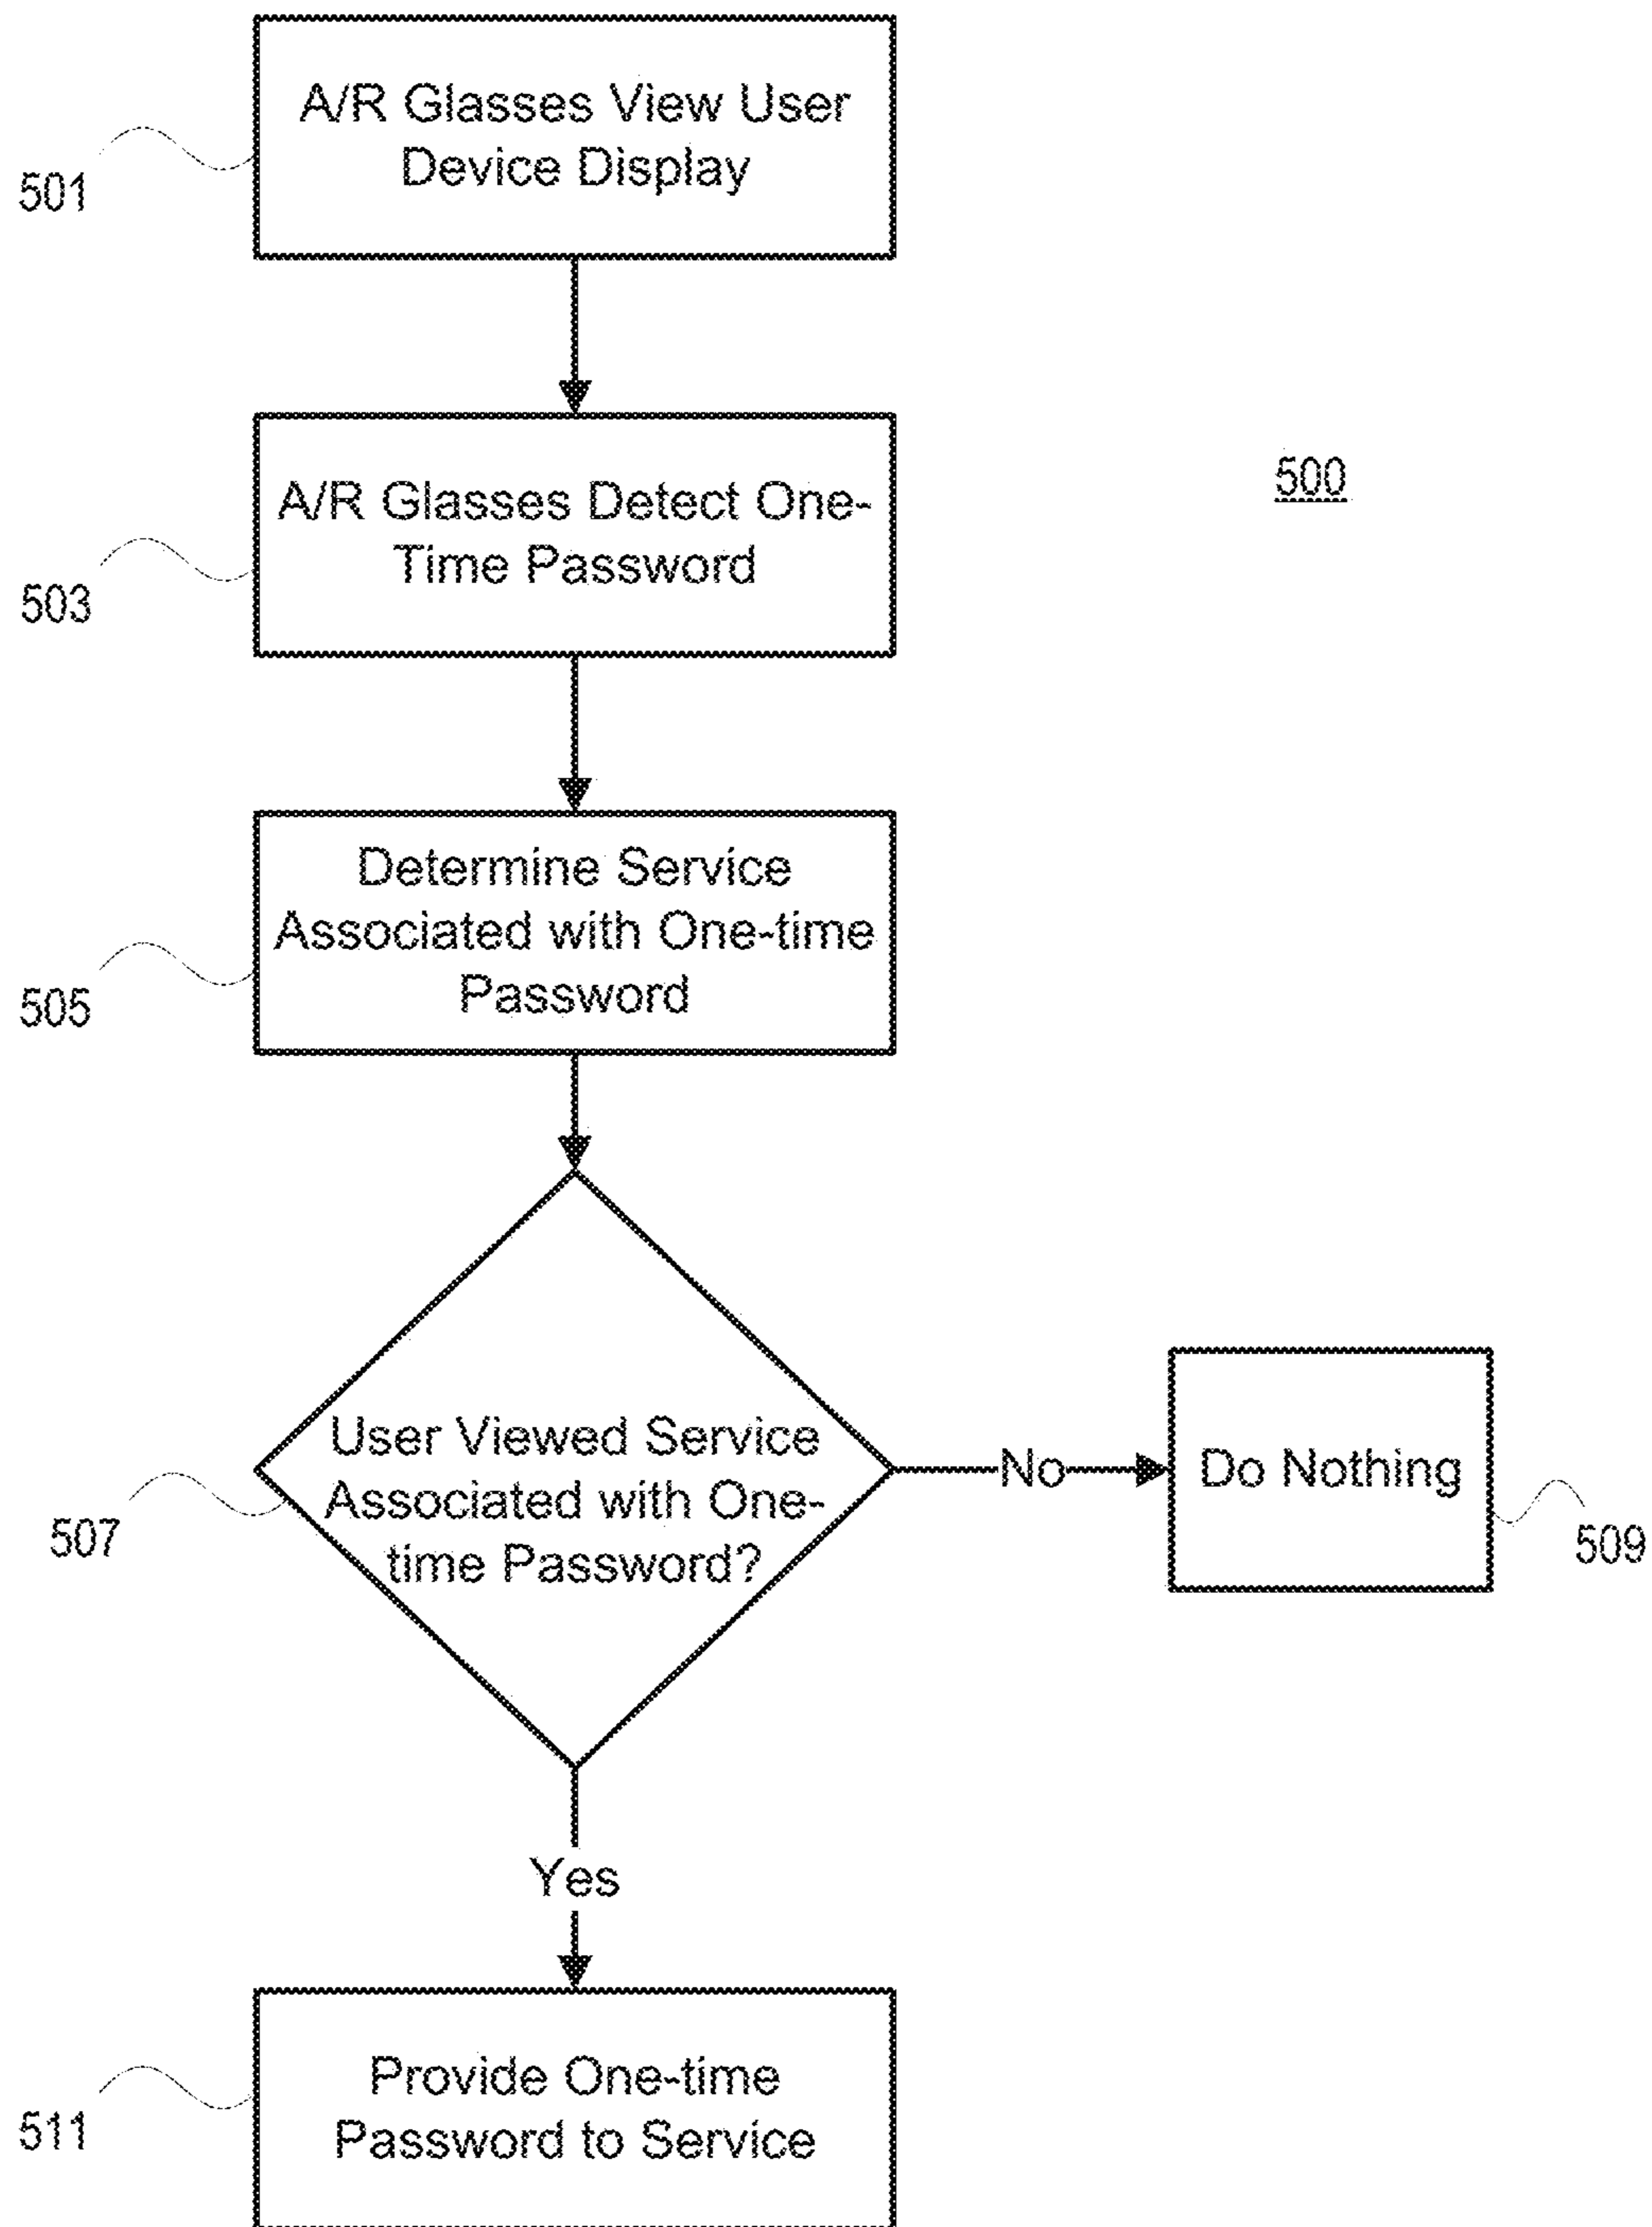 A/R Glasses View User
Device Display
501
A/R Glasses Detect One-
Time Password
500
503
Determine Service
Associated with One-time
Password
505
User Viewed Service
Associated with One-
time Password?
507
No
Do Nothing
509
Yes
Provide One-time
Password to Service
511